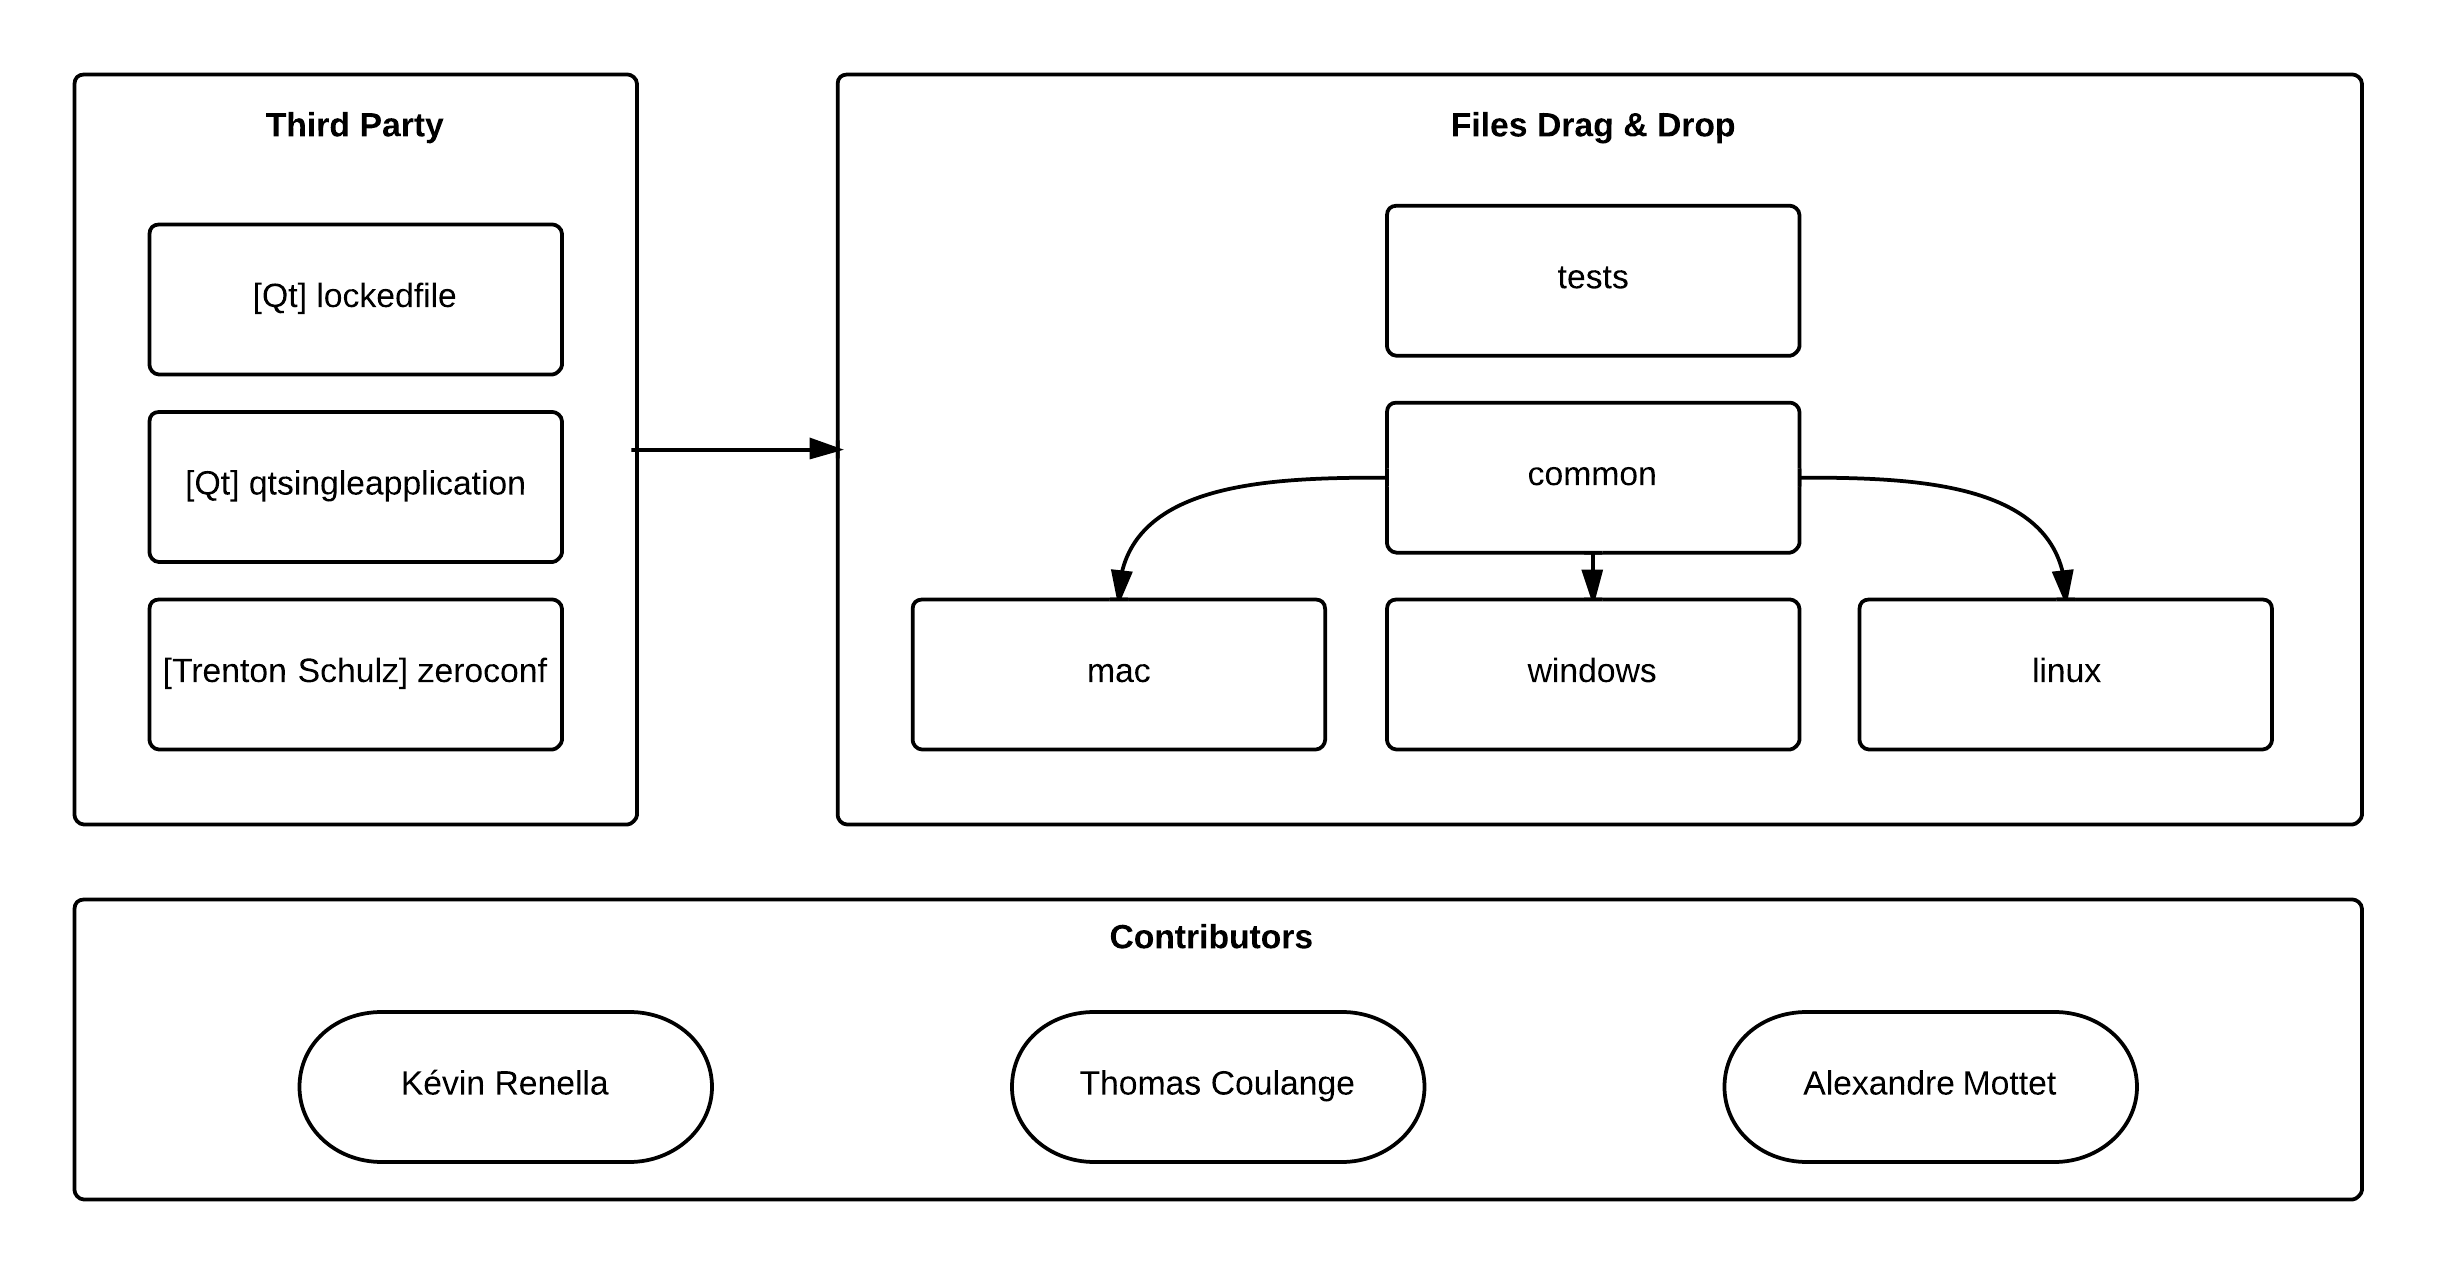 Third Party
[Qt] lockedfile
[Qt] qtsingleapplication
[Trenton Schulz] zeroconf
Files Drag & Drop
tests
common
mac
windows
linux
Contributors
Kévin Renella
Thomas Coulange
Alexandre Mottet